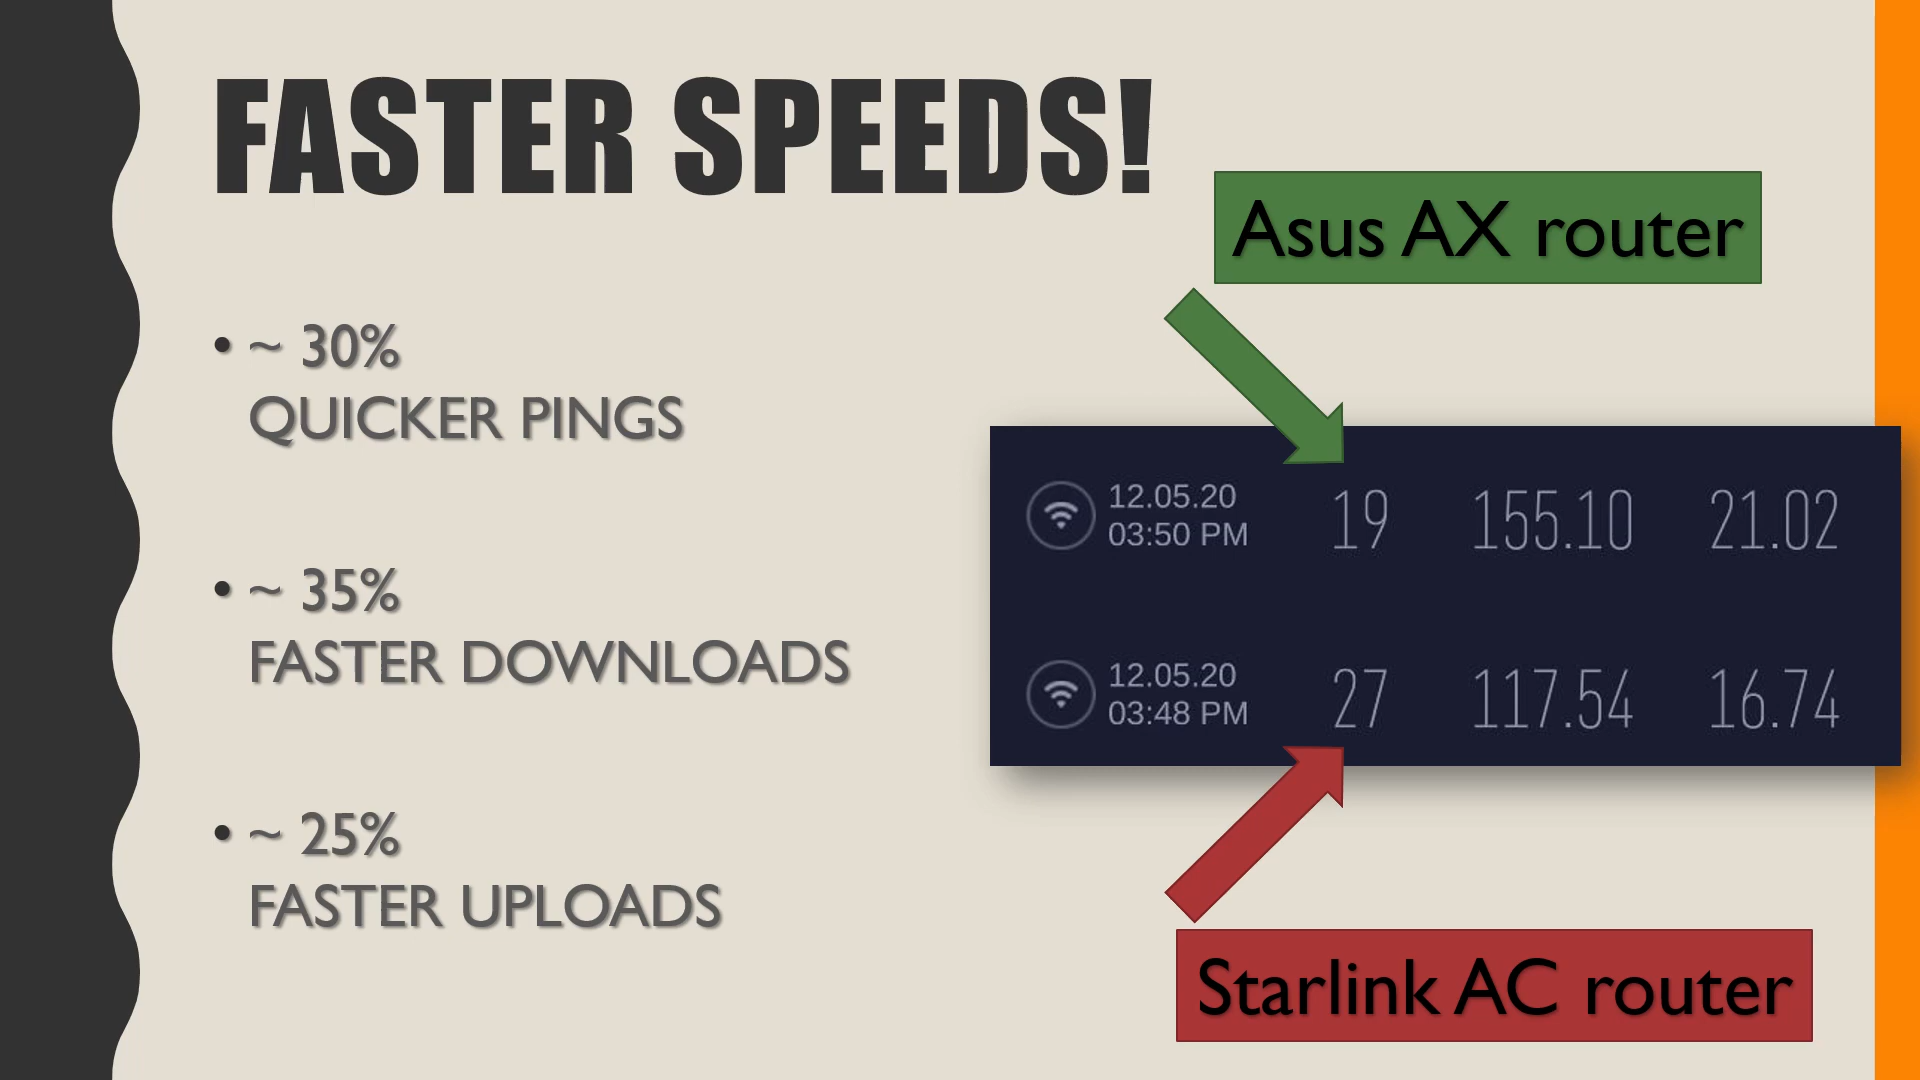 FASTER SPEEDS!
Asus AX router
• ~ 30%
QUICKER PINGS
• ~ 35%
FASTER DOWNLOADS
• ~ 25%
FASTER UPLOADS
12.05.20
03:50 PM
19 155.10 21.02
12.05.20
03:48 PM
27 117.54 16.74
Starlink AC router